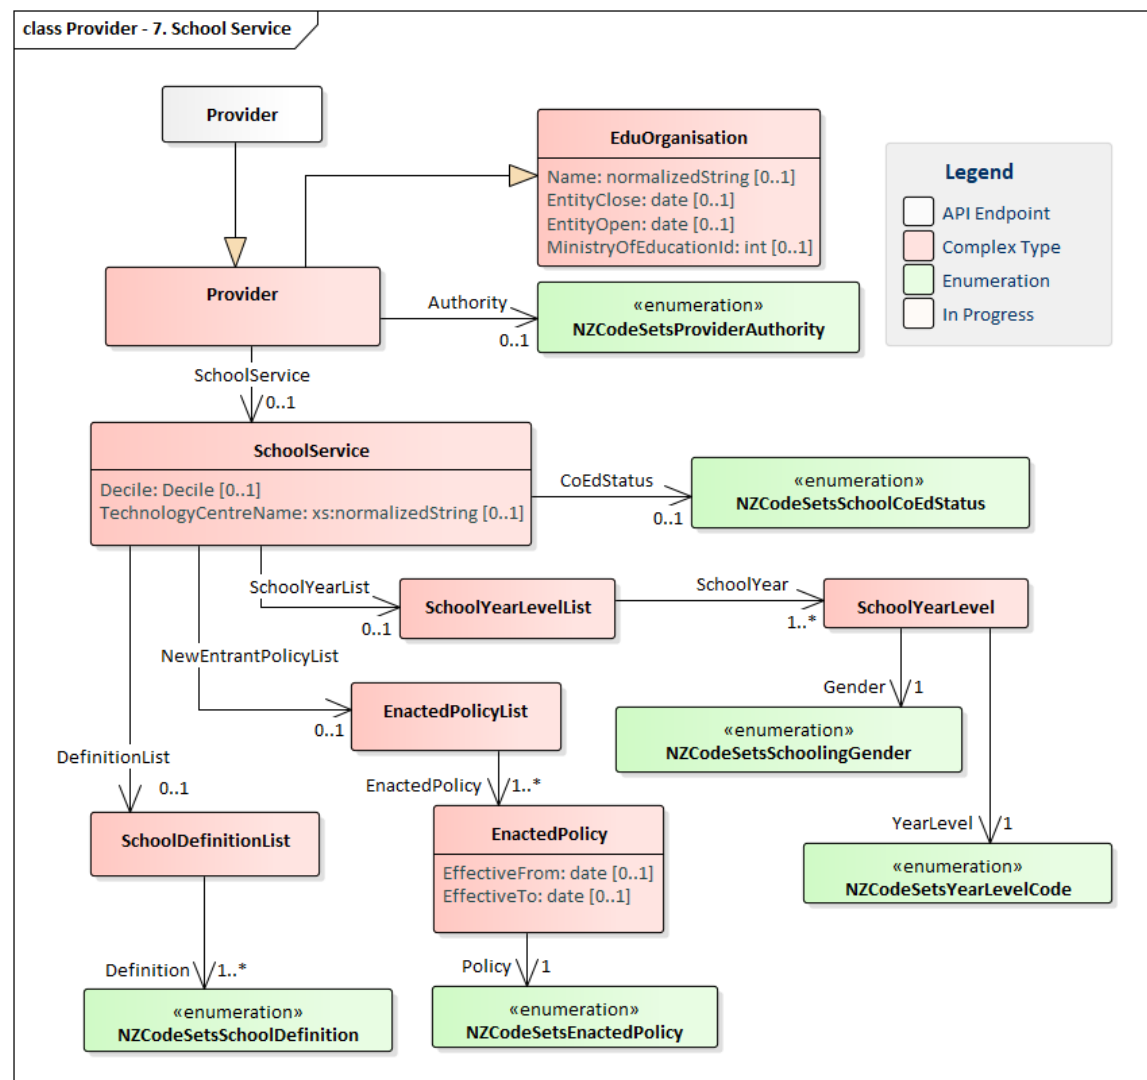 class Provider - 7. School Service
Provider
EduOrganisation
Name: normalizedString [0..1]
EntityClose: date [0..1]
EntityOpen: date [0..1]
MinistryOfEducationId: int [0..1]
Legend
API Endpoint
Complex Type
Enumeration
In Progress
Provider
Authority
0..1
«enumeration»
NZCodeSetsProviderAuthority
SchoolService
0..1
SchoolService
Decile: Decile [0..1]
TechnologyCentreName: xs:normalizedString [0..1]
CoEdStatus
0..1
«enumeration»
NZCodeSetsSchoolCoEdStatus
SchoolYearList
0..1
SchoolYearLevelList
SchoolYear
1..*
SchoolYearLevel
NewEntrantPolicyList
0..1
EnactedPolicyList
Gender
1
«enumeration»
NZCodeSetsSchoolingGender
DefinitionList
0..1
SchoolDefinitionList
EnactedPolicy
1..*
EnactedPolicy
EffectiveFrom: date [0..1]
EffectiveTo: date [0..1]
YearLevel
1
«enumeration»
NZCodeSetsYearLevelCode
Definition
1..*
«enumeration»
NZCodeSetsSchoolDefinition
Policy
1
«enumeration»
NZCodeSetsEnactedPolicy